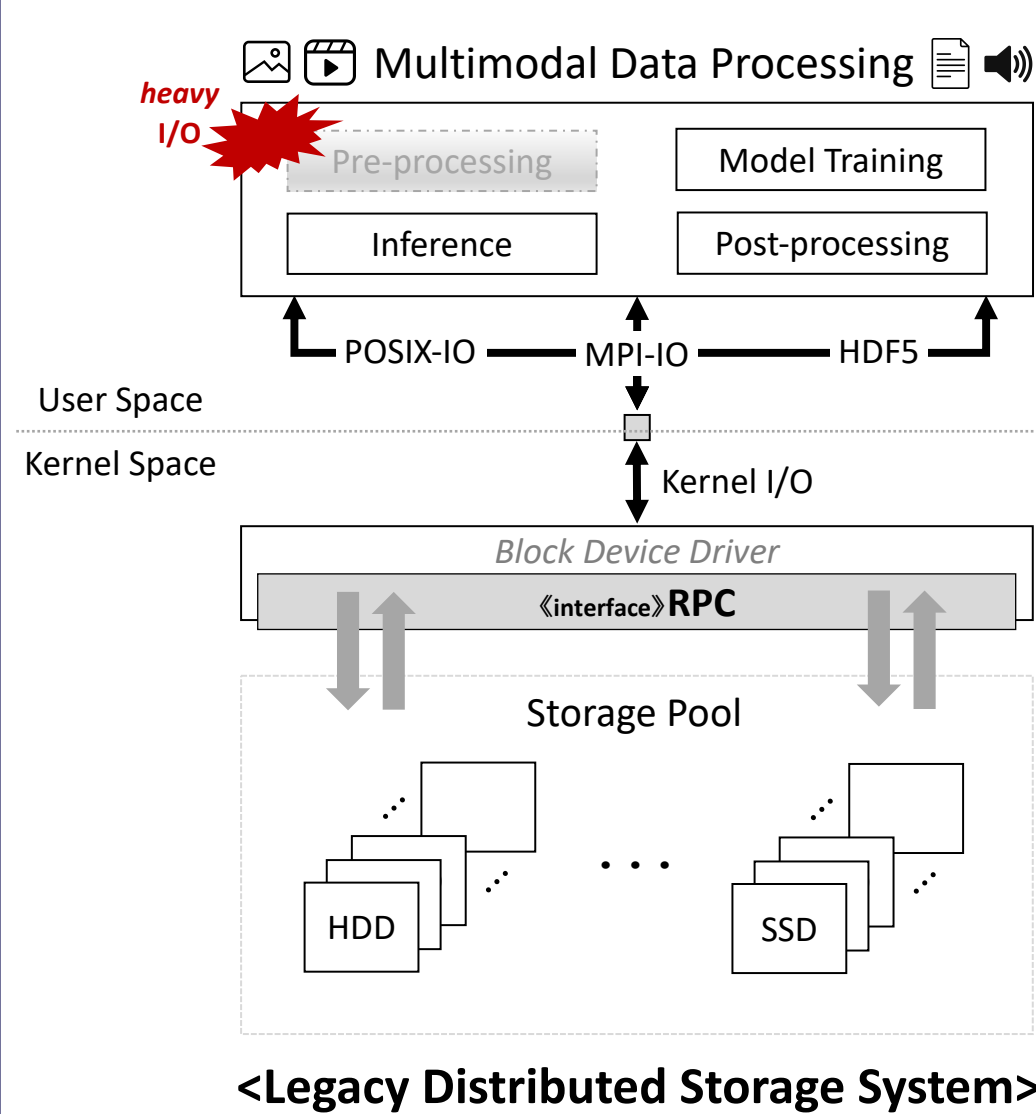 Multimodal Data Processing
heavy
I/O
Pre-processing
Model Training
Inference
Post-processing
POSIX-IO
MPI-IO
HDF5
User Space
Kernel Space
Kernel I/O
Block Device Driver
《interface》RPC
Storage Pool
HDD
SSD
<Legacy Distributed Storage System>